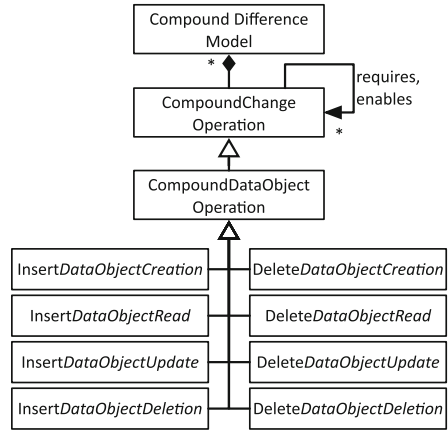 Compound Difference
Model
*
CompoundChange
Operation
requires,
enables
*
CompoundDataObject
Operation
InsertDataObjectCreation
DeleteDataObjectCreation
InsertDataObjectRead
DeleteDataObjectRead
InsertDataObjectUpdate
DeleteDataObjectUpdate
InsertDataObjectDeletion
DeleteDataObjectDeletion